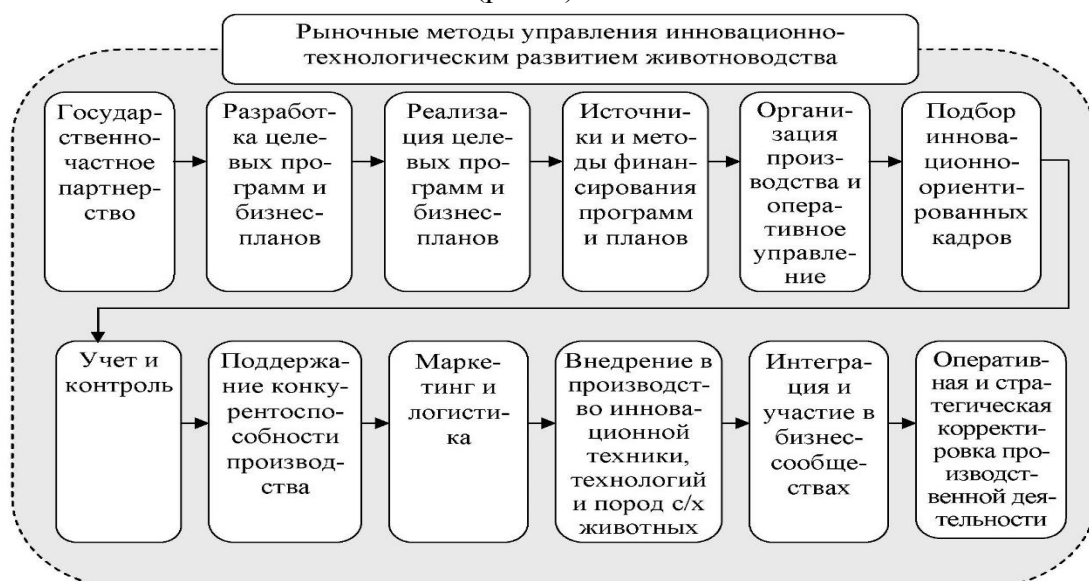 Рыночные методы управления инновационно-
технологическим развитием животноводства
Государ-
ственно-
частное
партнер-
ство
Разработ-
ка целе-
вых про-
грамм и
бизнес-
планов
Реализа-
ция целе-
вых про-
грамм и
бизнес-
планов
Источни-
ки и мето-
ды финан-
сирования
программ
и планов
Органи-
зация
произ-
водства и
опера-
тивное
управле-
ние
Подбор
иннова-
ционно-
ориенти-
рованных
кадров
Учет и
контроль
Поддержа-
ние конку-
рентоспо-
собности
производ-
ства
Марке-
тинг и
логисти-
ка
Внедрение в
производст-
во иннова-
ционной
техники,
технологий
и пород с/х
животных
Интегра-
ция и
участие в
бизнес-
сообще-
ствах
Оператив-
ная и стра-
тегическая
корректи-
ровка про-
изводст-
венной дея-
тельности